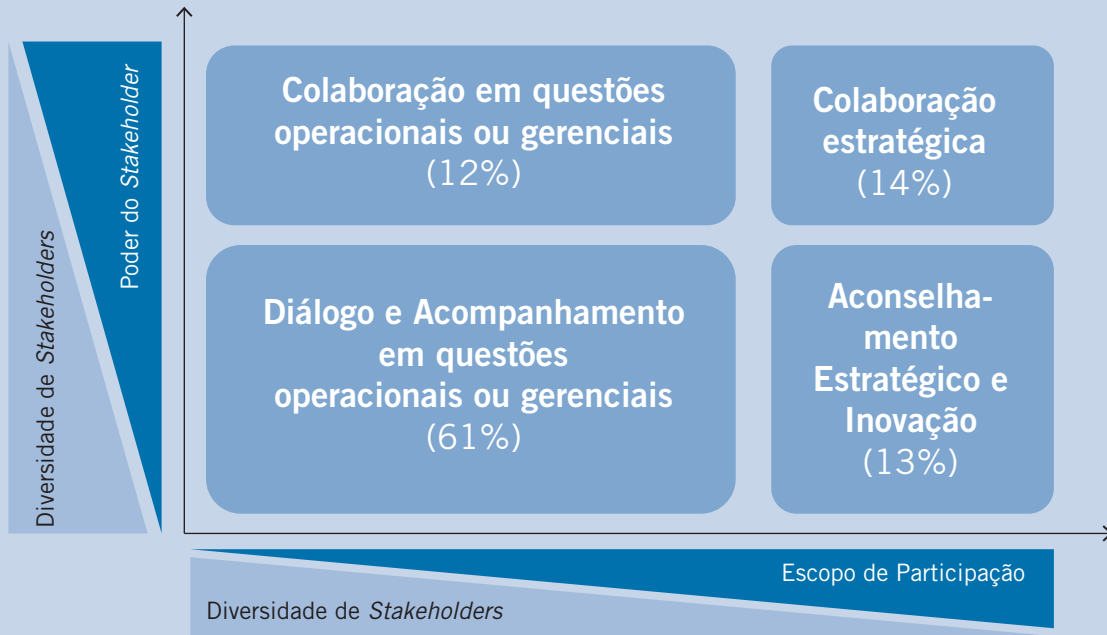 Poder do Stakeholder
Diversidade de Stakeholders
Colaboração em questões
operacionais ou gerenciais
(12%)
Colaboração
estratégica
(14%)
Diálogo e Acompanhamento
em questões
operacionais ou gerenciais
(61%)
Aconselha-
mento
Estratégico e
Inovação
(13%)
Escopo de Participação
Diversidade de Stakeholders